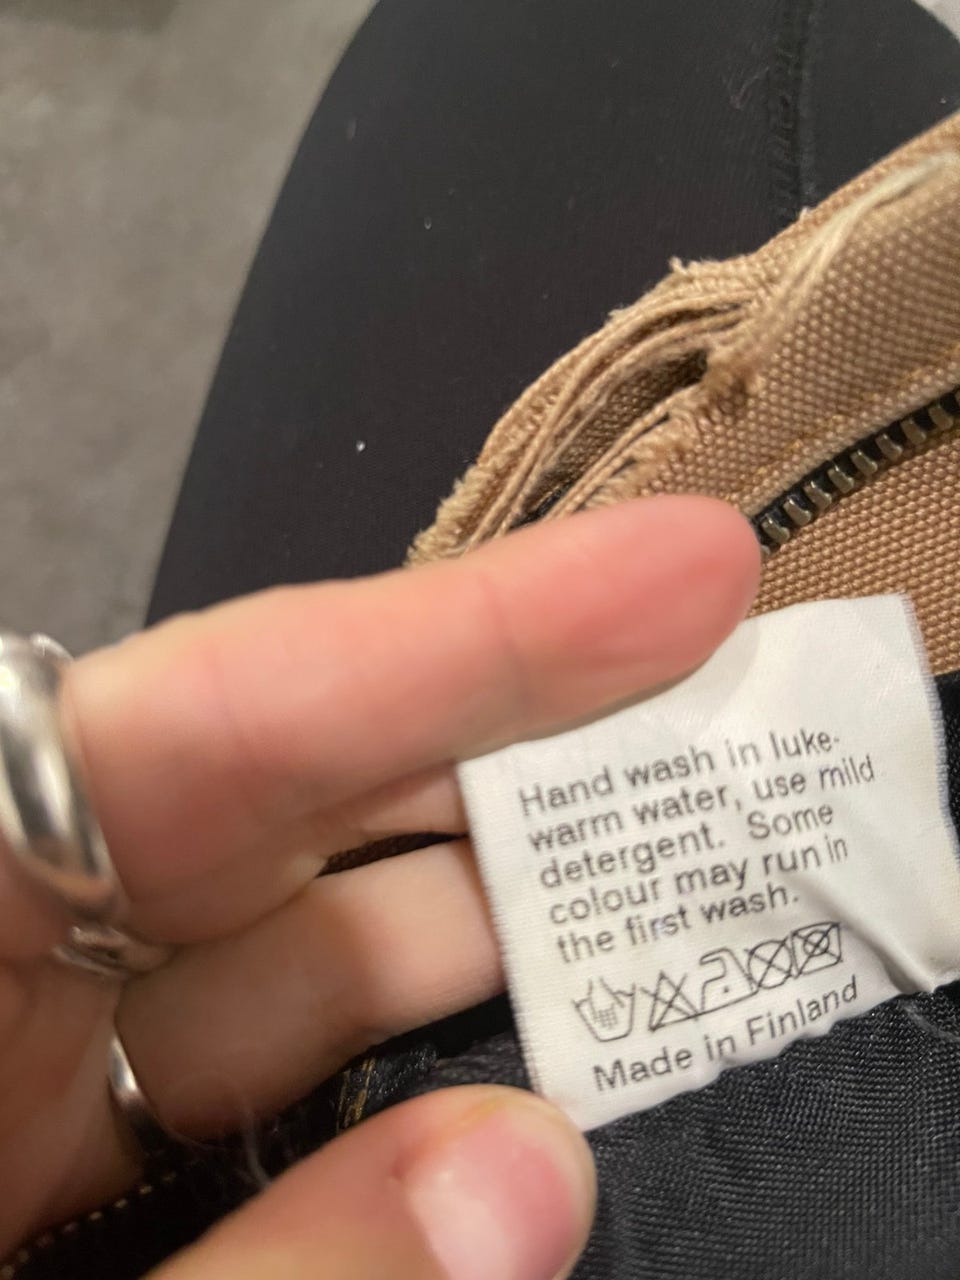 Hand wash in luke-
warm water, use mild
detergent. Some
colour may run in
the first wash.
Made in Finland